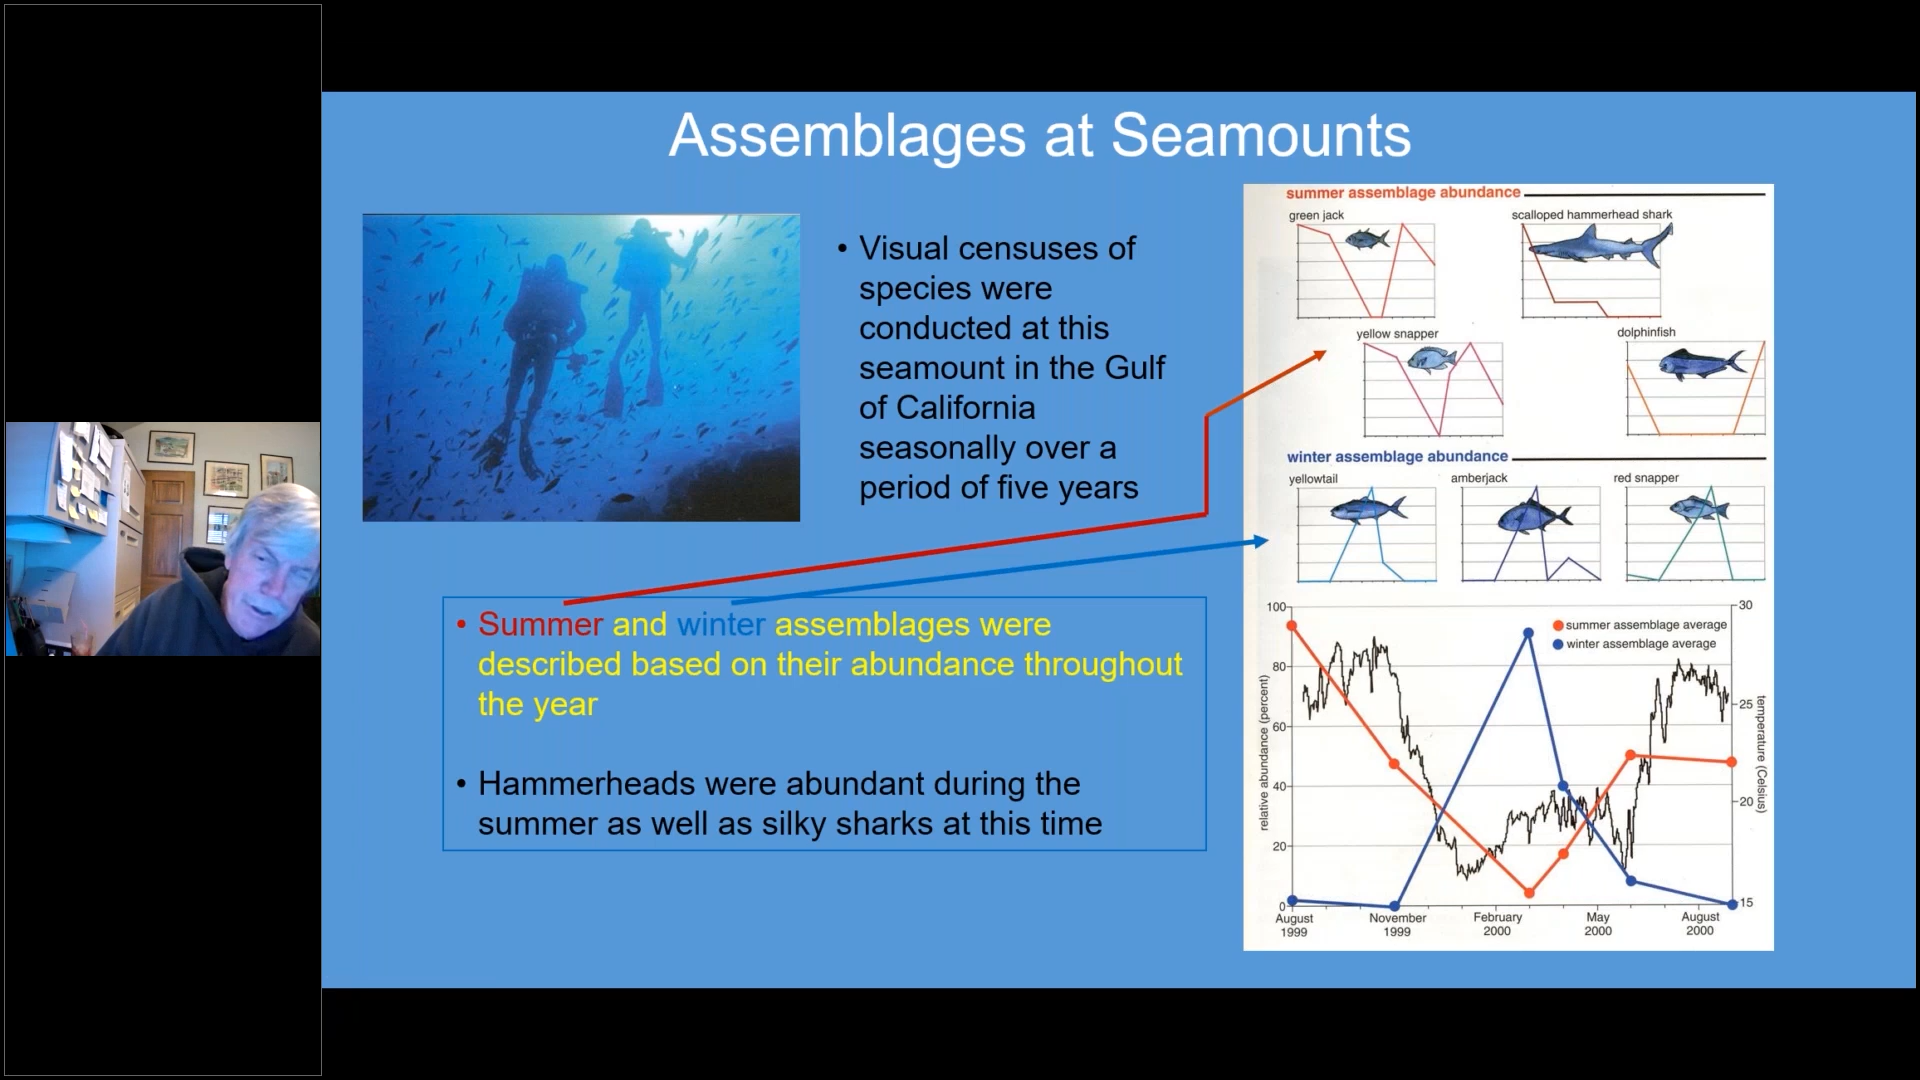 Assemblages at Seamounts
• Visual censuses of
species were
conducted at this
seamount in the Gulf
of California
seasonally over a
period of five years
• Summer and winter assemblages were
described based on their abundance throughout
the year
• Hammerheads were abundant during the
summer as well as silky sharks at this time
summer assemblage abundance
green jack
scalloped hammerhead shark
yellow snapper
dolphinfish
winter assemblage abundance
yellowtail
amberjack
red snapper
100
80
60
40
20
0
relative abundance (percent)
summer assemblage average
winter assemblage average
30
25
20
15
temperature (Celsius)
August
1999
November
1999
February
2000
May
2000
August
2000